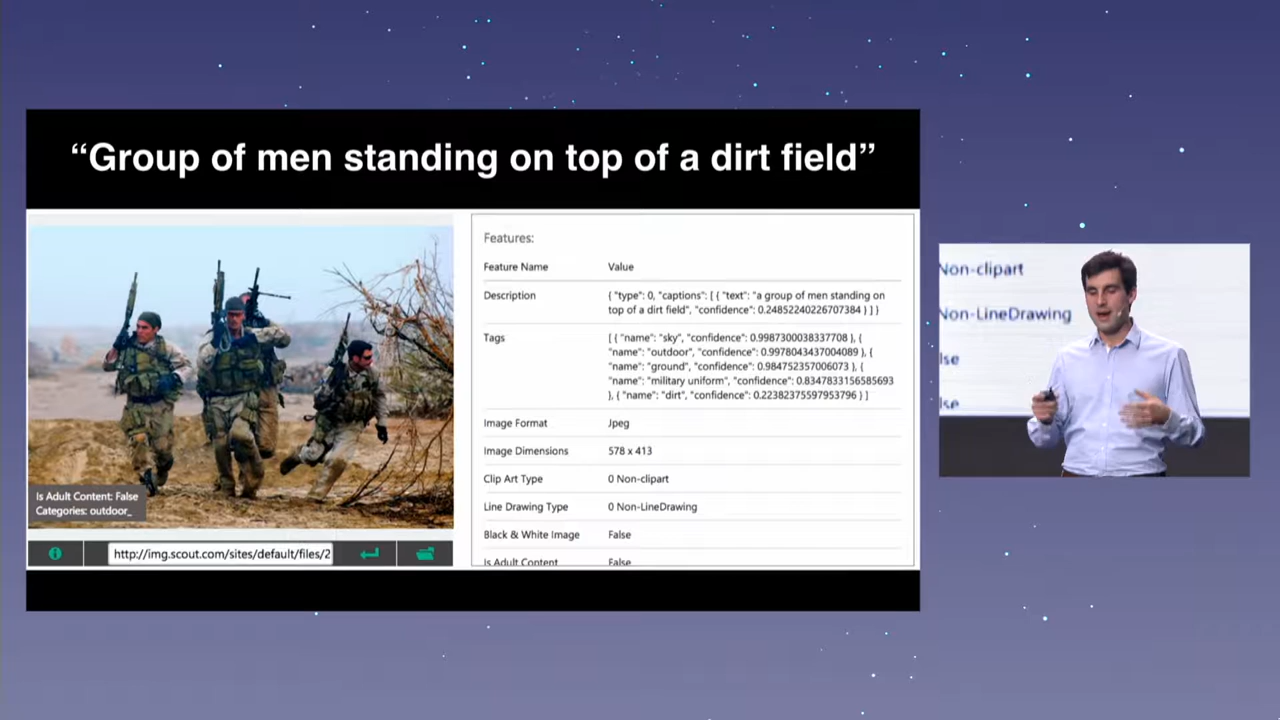 “Group of men standing on top of a dirt field”
Features:
Feature Name Value
Description { "type": 0, "captions": [ { "text": "a group of men standing on
top of a dirt field", "confidence": 0.24852240226707384 } ] }
Tags [ { "name": "sky", "confidence": 0.9987300038337708 }, {
"name": "outdoor", "confidence": 0.9978043437004089 }, {
"name": "ground", "confidence": 0.984752357006073 }, {
"name": "military uniform", "confidence": 0.8347833156585693
}, { "name": "dirt", "confidence": 0.22382375597953796 } ]
Image Format Jpeg
Image Dimensions 578 x 413
Clip Art Type 0 Non-clipart
Line Drawing Type 0 Non-LineDrawing
Black & White Image False
Is Adult Content False
Is Adult Content: False
Categories: outdoor_
http://img.scout.com/sites/default/files/2
Non-clipart
Non-LineDrawing
lse
lse